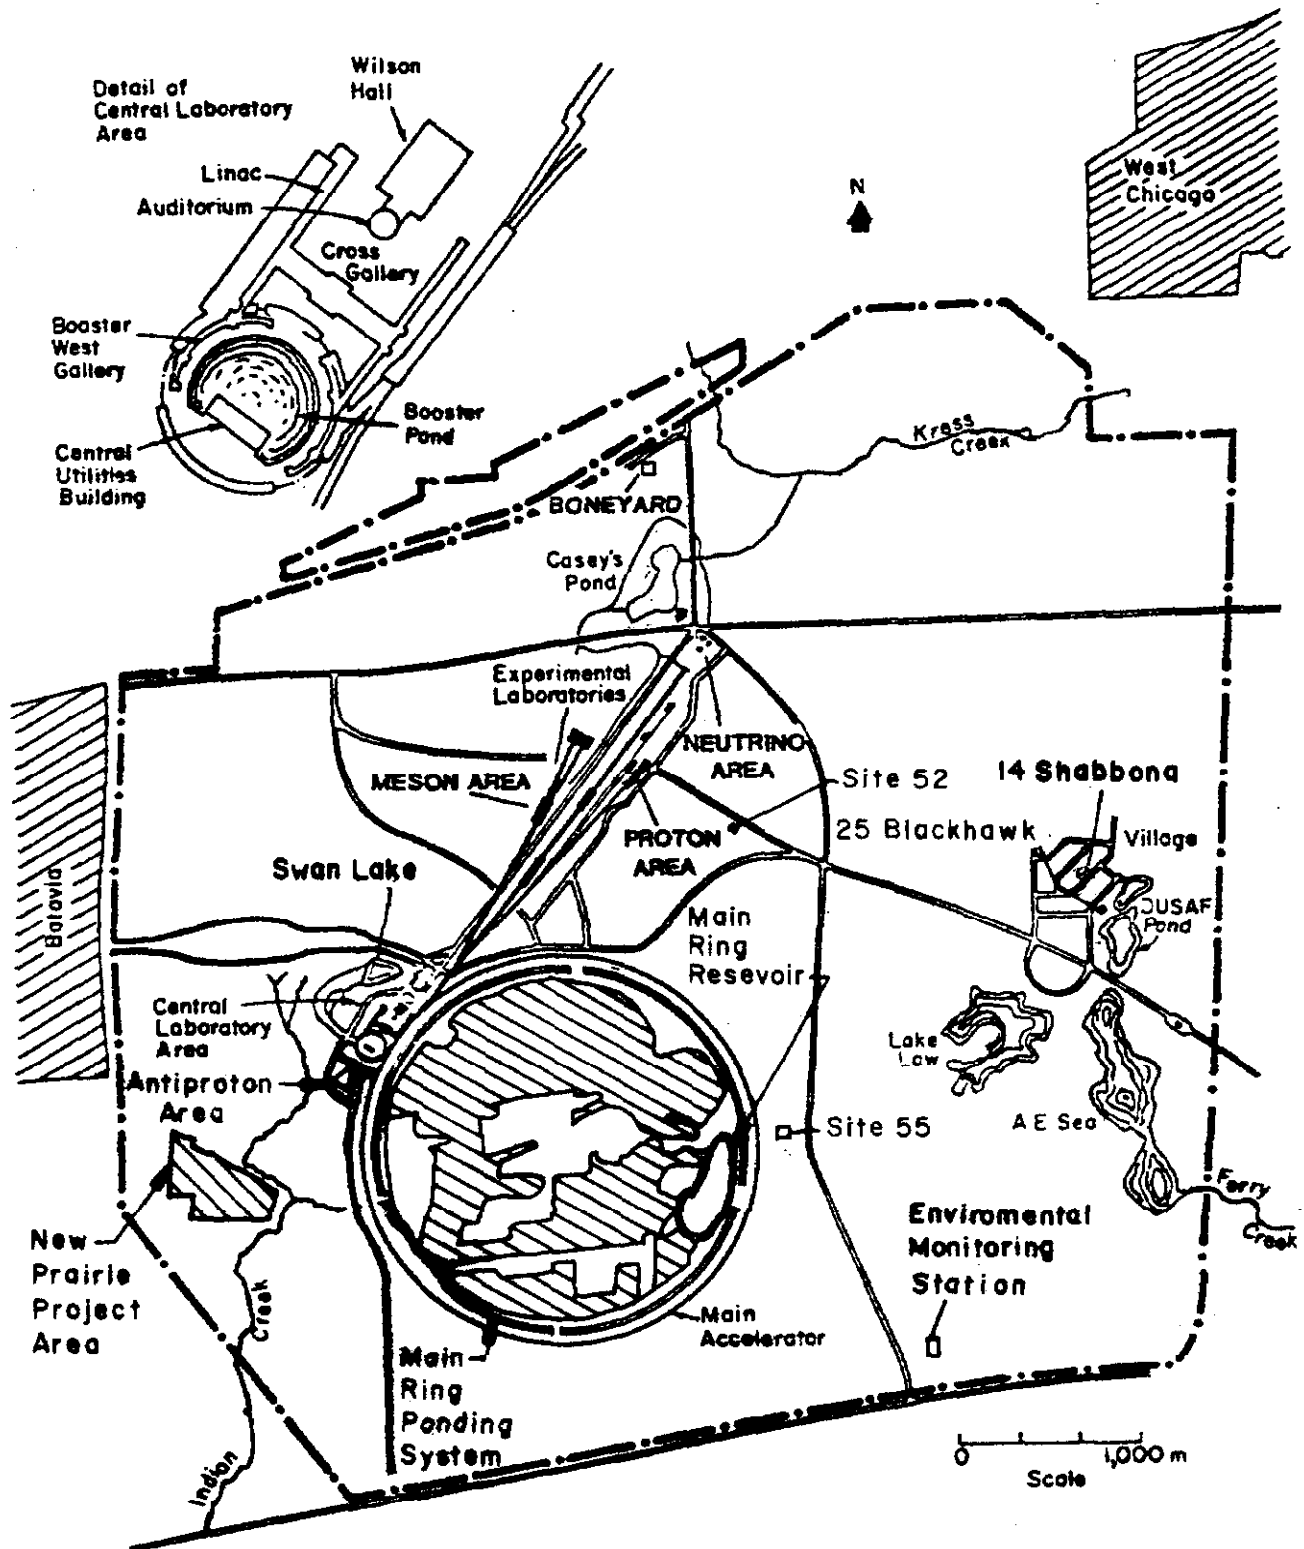 Detail of
Central Laboratory
Area
Wilson
Hall
Linac
Auditorium
Cross
Gallery
Booster
West
Gallery
Booster
Pond
Central
Utilities
Building
N
West
Chicago
Kress
Creek
BONEYARD
Casey's
Pond
Experimental
Laboratories
MESON AREA
NEUTRINO
AREA
Site 52
14 Shabbona
25 Blackhawk
Village
PROTON
AREA
Swan Lake
Batavia
Main
Ring
Resevoir
DUSAF
Pond
Central
Laboratory
Area
Lake
Law
Antiproton
Area
A E Sea
Site 55
Ferry
Creek
New
Prairie
Project
Area
Enviromental
Monitoring
Station
Creek
Indian
Main
Accelerator
Main
Ring
Ponding
System
0 1,000 m
Scale